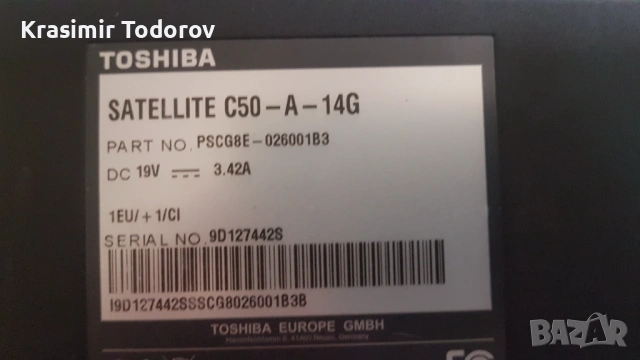 Krasimir Todorov
TOSHIBA
SATELLITE C50-A-14G
PART NO. PSCG8E-026001B3
DC 19V 3.42A
1EU/+1/CI
SERIAL NO. 9D127442S
I9D127442SSSCG8026001B3B
TOSHIBA EUROPE GMBH
BAZAR